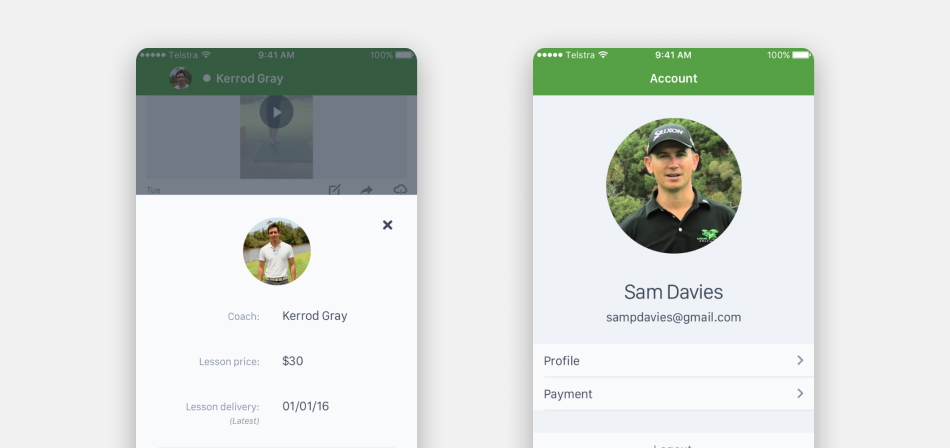 Telstra 9:41 AM 100%
Kerrod Gray
Tue
Coach: Kerrod Gray
Lesson price: $30
Lesson delivery: 01/01/16
(Latest)
Telstra 9:41 AM 100%
Account
SRIXON
Sam Davies
sampdavies@gmail.com
Profile
Payment
Logout